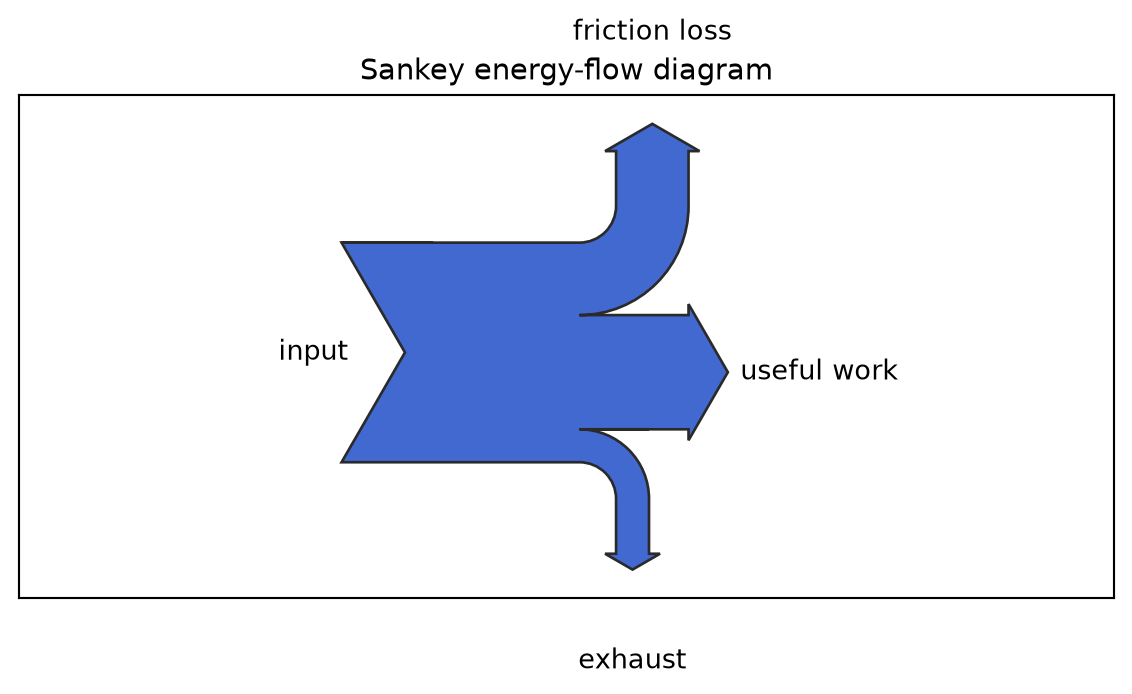 friction loss
Sankey energy-flow diagram
input
useful work
exhaust